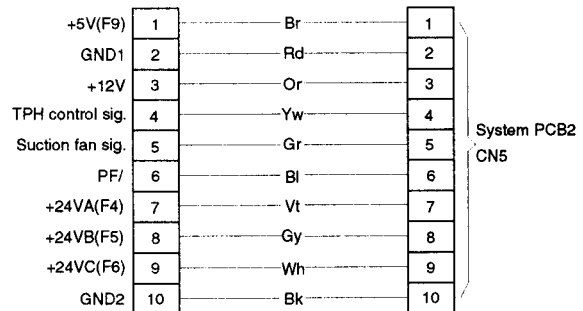 +5V(F9) 1 Br 1
GND1 2 Rd 2
+12V 3 Or 3
TPH control sig. 4 Yw 4
Suction fan sig. 5 Gr 5
System PCB2
CN5
PF/ 6 Bl 6
+24VA(F4) 7 Vt 7
+24VB(F5) 8 Gy 8
+24VC(F6) 9 Wh 9
GND2 10 Bk 10